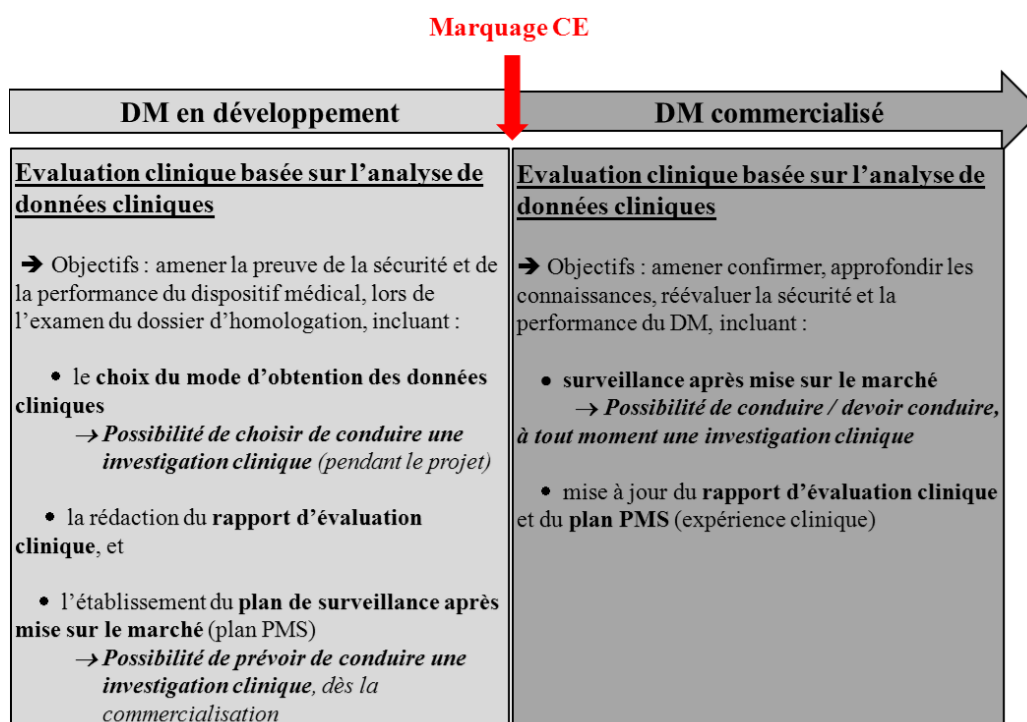 Marquage CE
DM en développement
DM commercialisé
Evaluation clinique basée sur l’analyse de
données cliniques
➔ Objectifs : amener la preuve de la sécurité et de
la performance du dispositif médical, lors de
l’examen du dossier d’homologation, incluant :
• le choix du mode d’obtention des données
cliniques
→ Possibilité de choisir de conduire une
investigation clinique (pendant le projet)
• la rédaction du rapport d’évaluation
clinique, et
• l’établissement du plan de surveillance après
mise sur le marché (plan PMS)
→ Possibilité de prévoir de conduire une
investigation clinique, dès la
commercialisation
Evaluation clinique basée sur l’analyse de
données cliniques
➔ Objectifs : amener confirmer, approfondir les
connaissances, réévaluer la sécurité et la
performance du DM, incluant :
• surveillance après mise sur le marché
→ Possibilité de conduire / devoir conduire,
à tout moment une investigation clinique
• mise à jour du rapport d’évaluation clinique
et du plan PMS (expérience clinique)